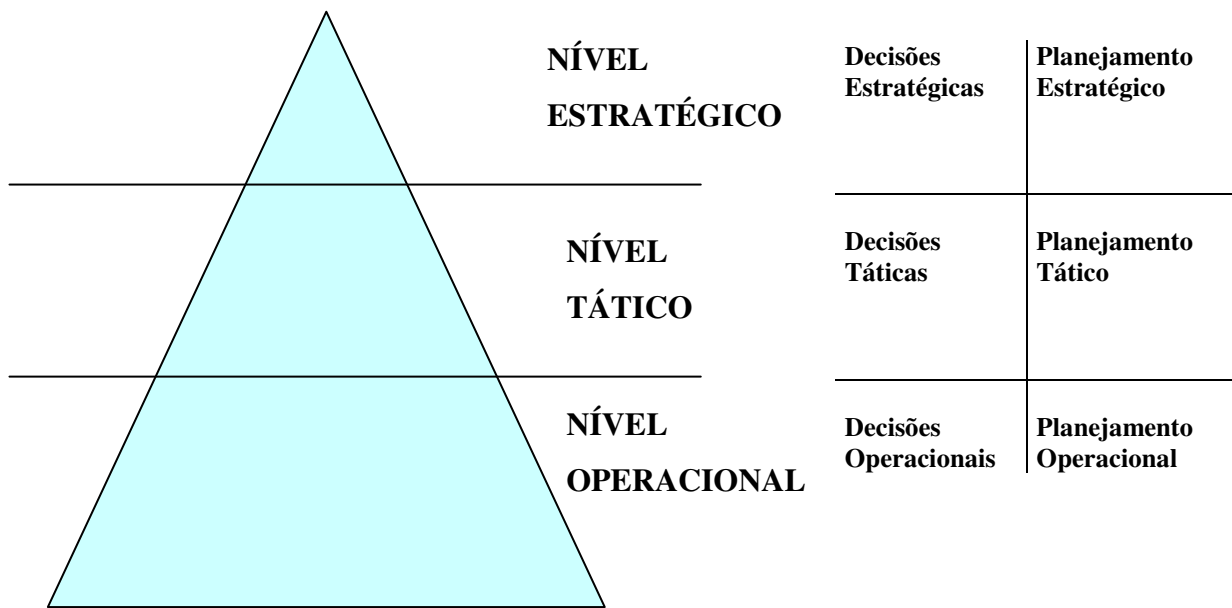 NÍVEL
ESTRATÉGICO
Decisões
Estratégicas
Planejamento
Estratégico
NÍVEL
TÁTICO
Decisões
Táticas
Planejamento
Tático
NÍVEL
OPERACIONAL
Decisões
Operacionais
Planejamento
Operacional